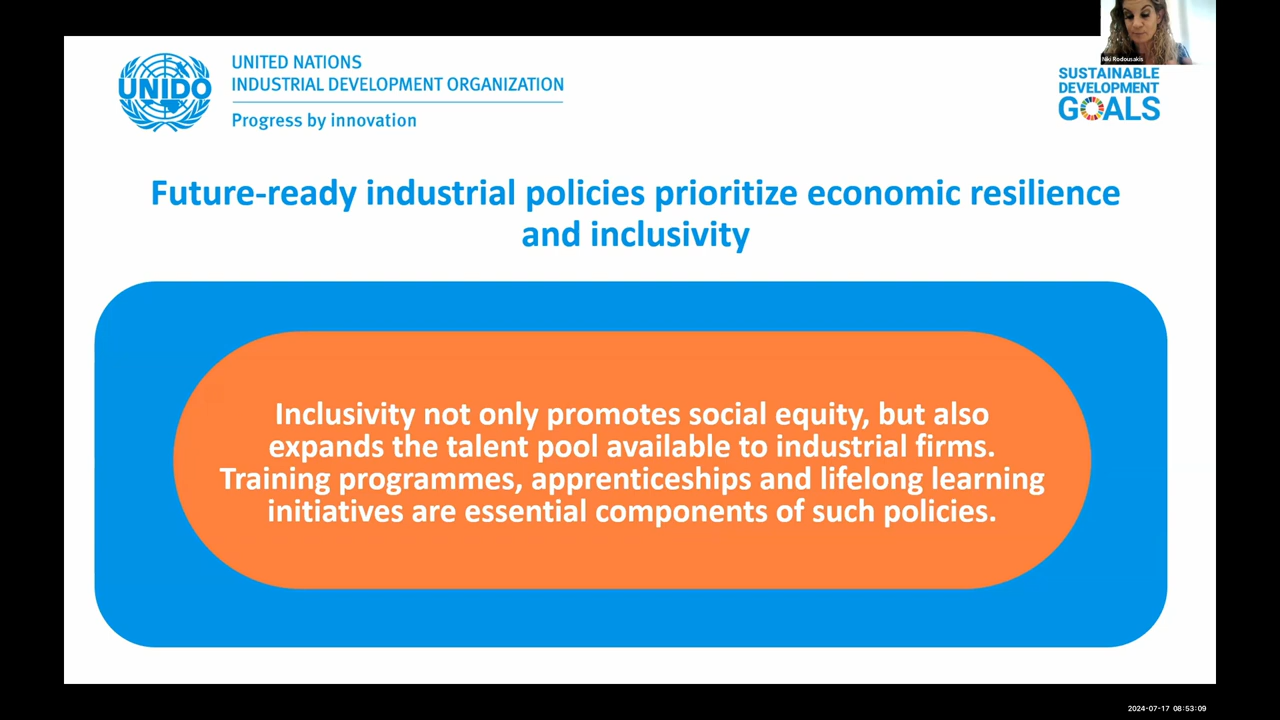 Niki Rodousakis
UNIDO
UNITED NATIONS
INDUSTRIAL DEVELOPMENT ORGANIZATION
Progress by innovation
SUSTAINABLE
DEVELOPMENT
GOALS
Future-ready industrial policies prioritize economic resilience
and inclusivity
Inclusivity not only promotes social equity, but also
expands the talent pool available to industrial firms.
Training programmes, apprenticeships and lifelong learning
initiatives are essential components of such policies.
2024-07-17 08:53:09